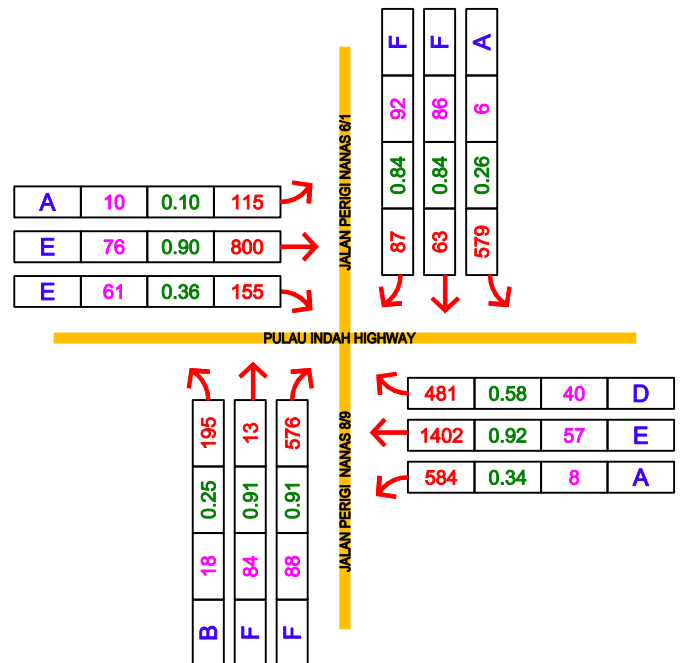 F F A
92 86 6
0.84 0.84 0.26
87 63 579
JALAN PERIGI NANAS 6/1
A 10 0.10 115
E 76 0.90 800
E 61 0.36 155
PULAU INDAH HIGHWAY
481 0.58 40 D
1402 0.92 57 E
584 0.34 8 A
JALAN PERIGI NANAS 8/9
195 13 576
0.25 0.91 0.91
18 84 88
B F F